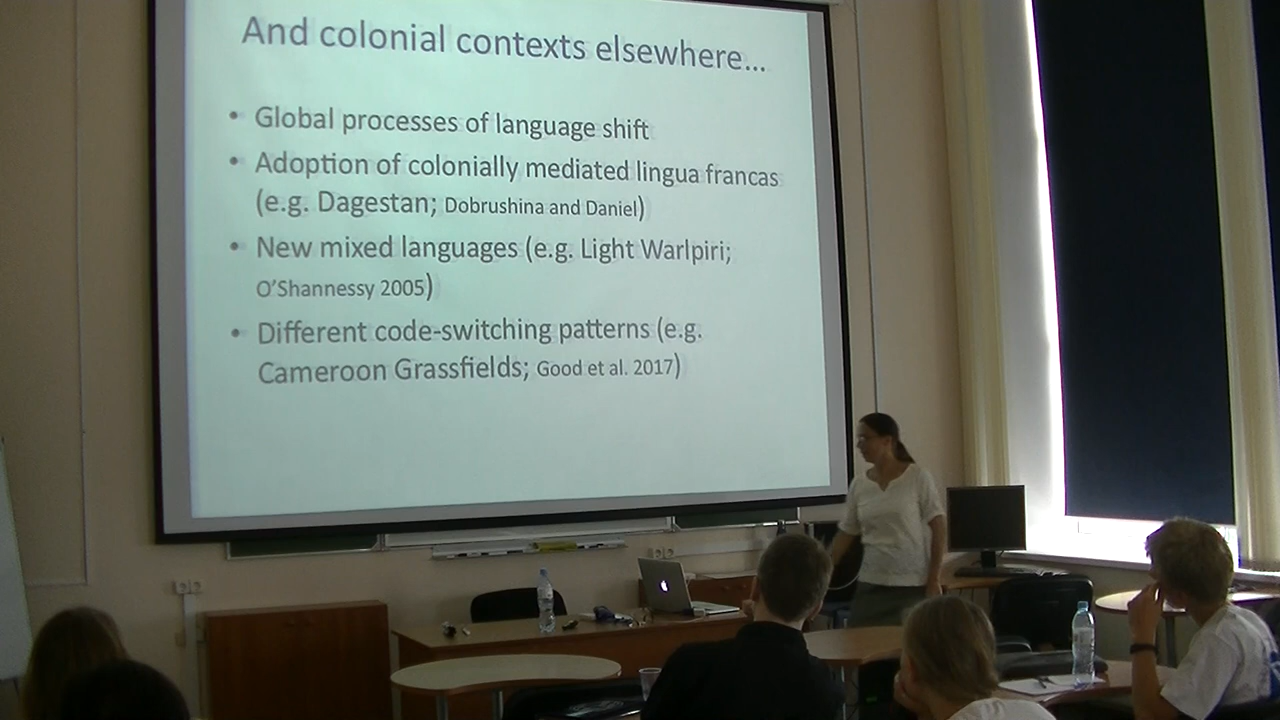 And colonial contexts elsewhere...
• Global processes of language shift
• Adoption of colonially mediated lingua francas
(e.g. Dagestan; Dobrushina and Daniel)
• New mixed languages (e.g. Light Warlpiri;
O'Shannessy 2005)
• Different code-switching patterns (e.g.
Cameroon Grassfields; Good et al. 2017)